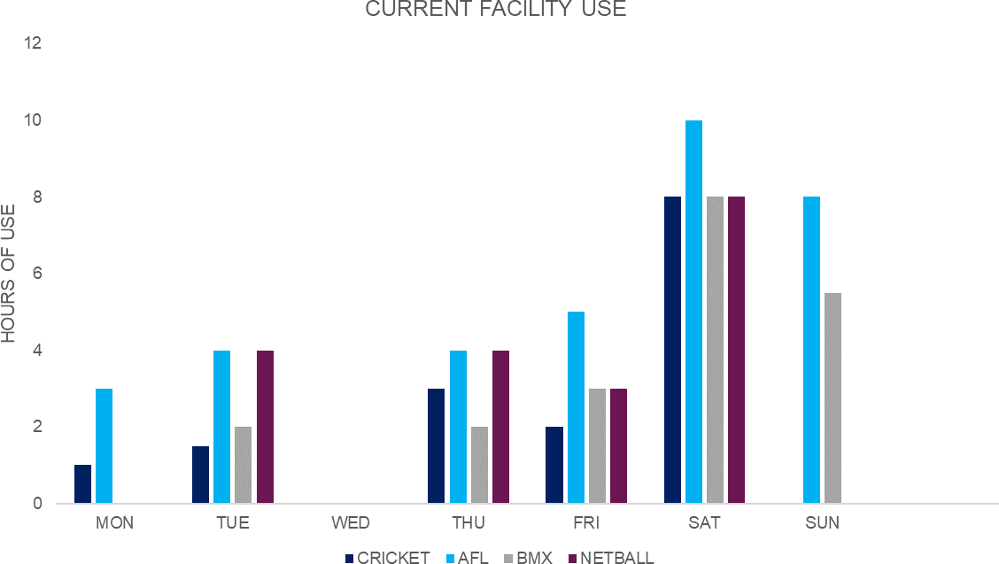 CURRENT FACILITY USE
12
10
8
6
4
2
0
HOURS OF USE
MON TUE WED THU FRI SAT SUN
CRICKET AFL BMX NETBALL